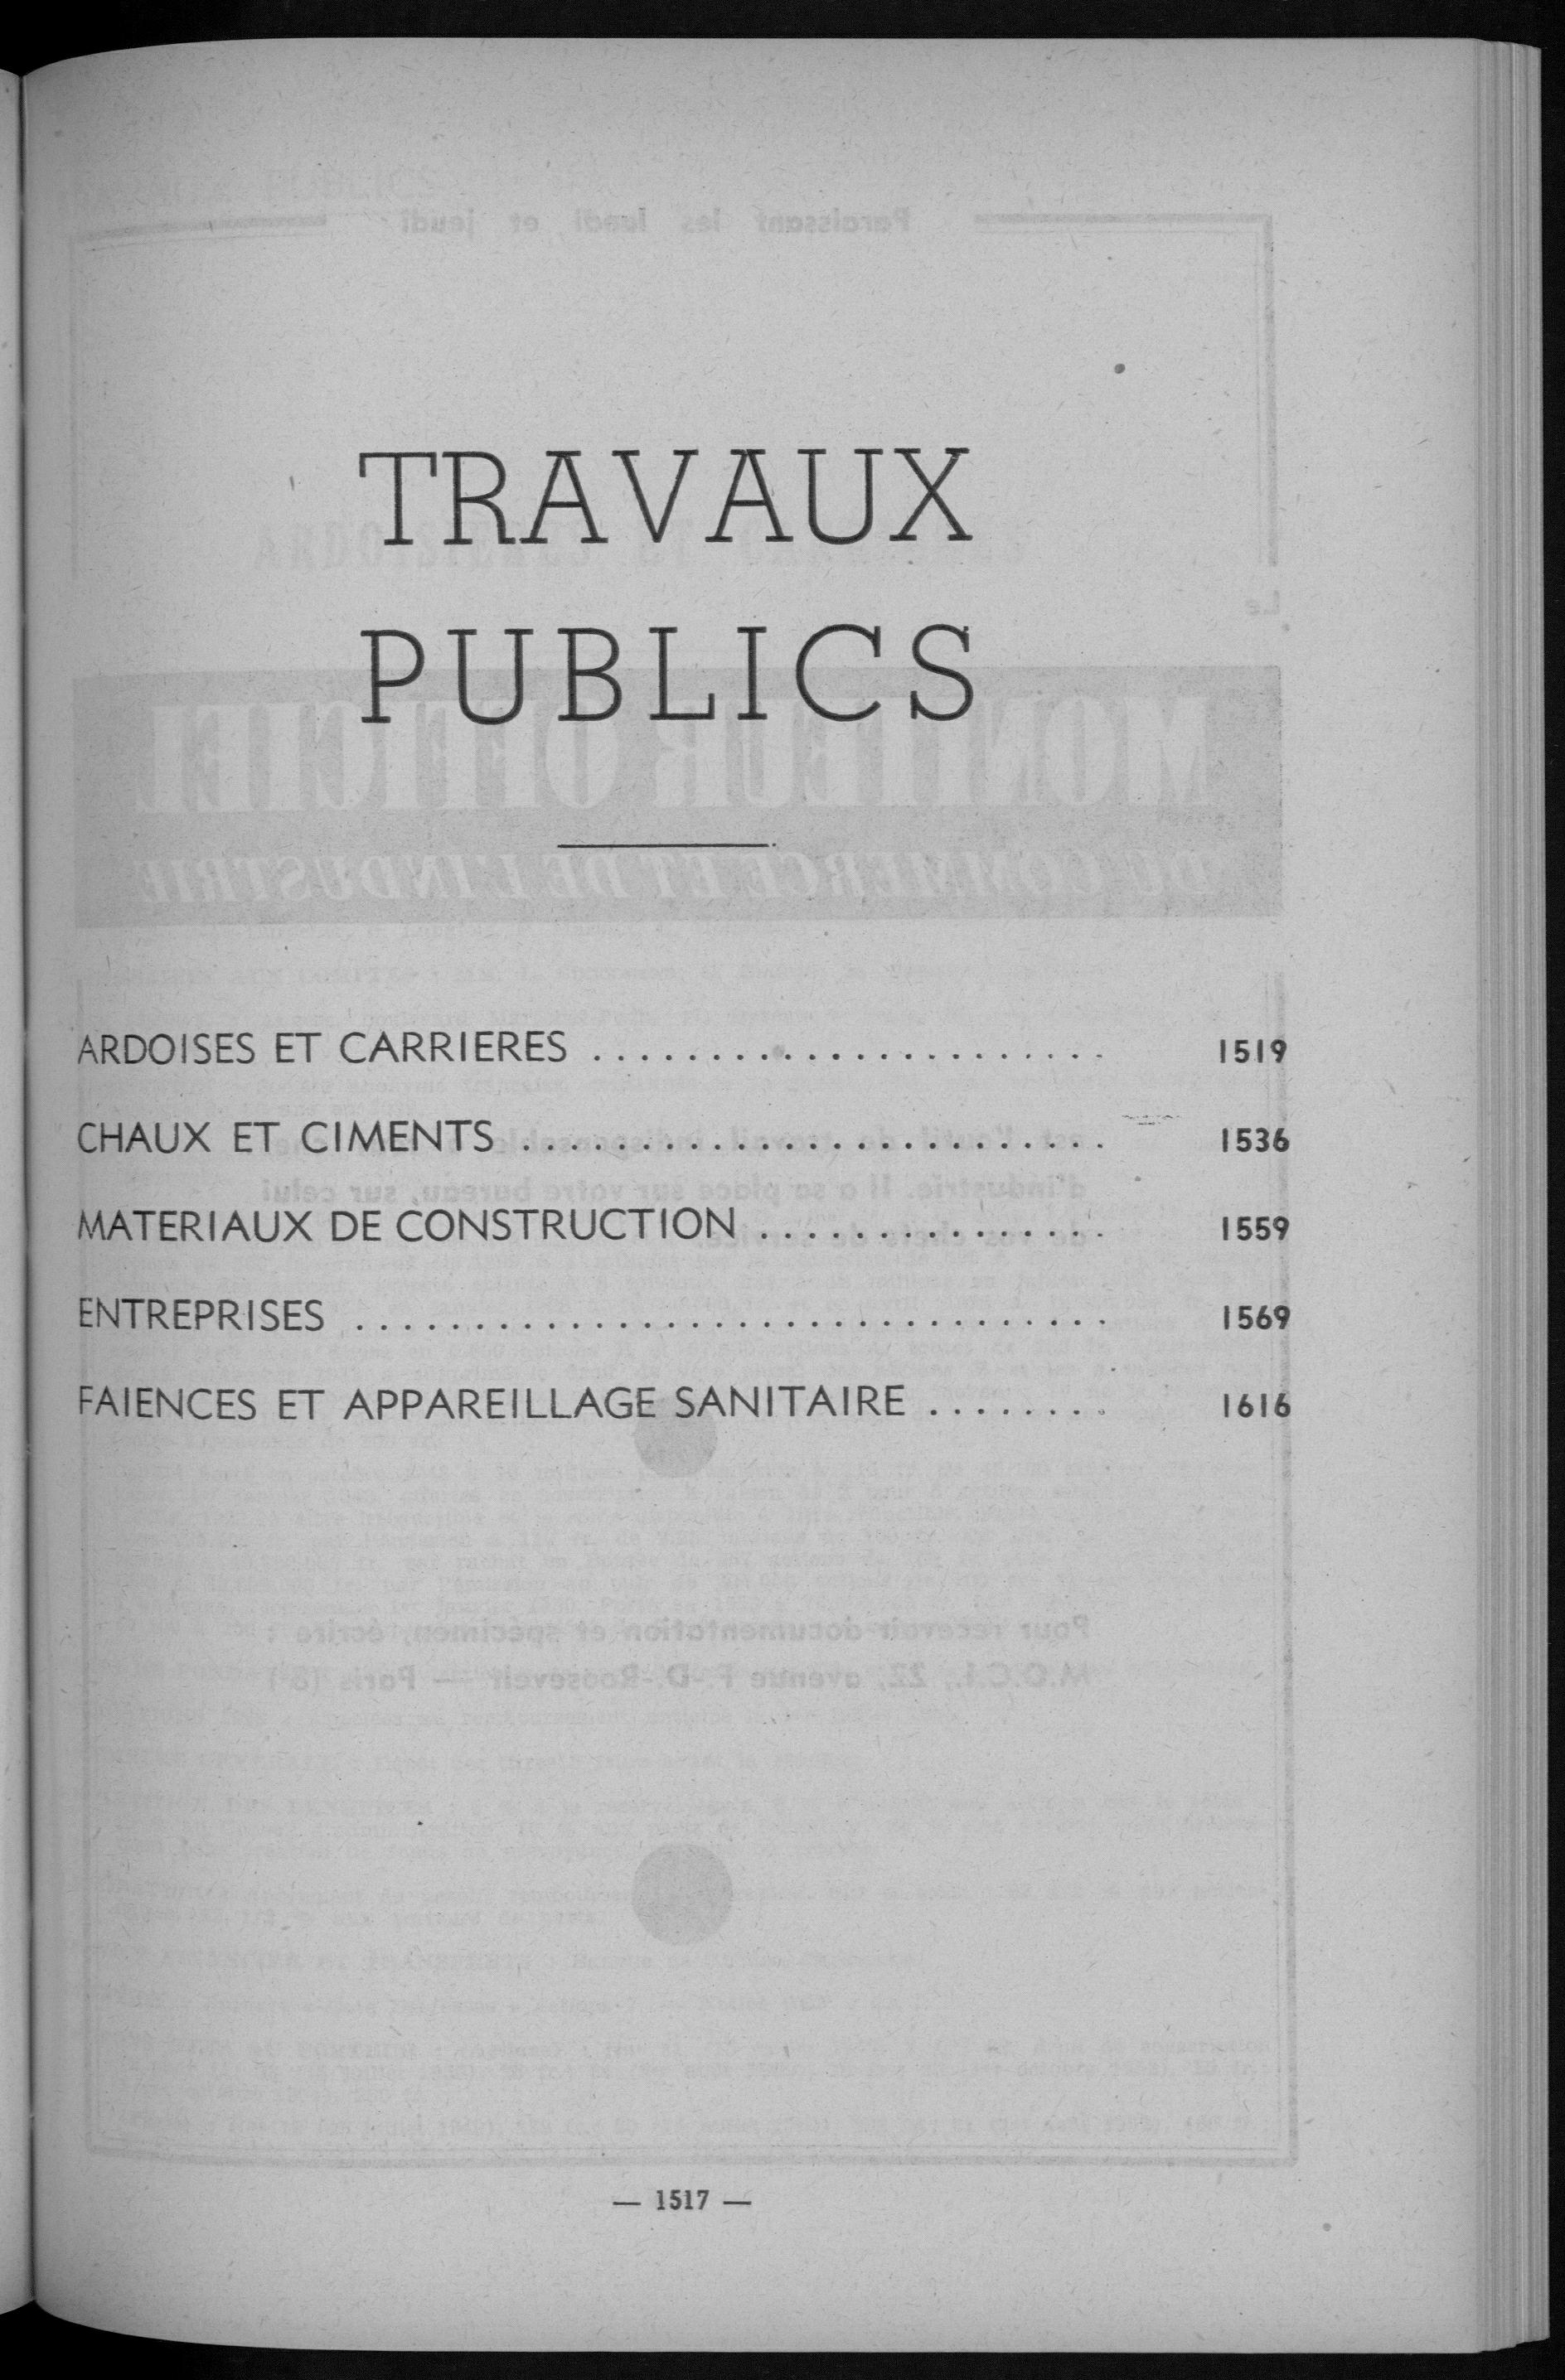 TRAVAUX
PUBLICS
ARDOISES ET CARRIERES ...................... 1519
CHAUX ET CIMENTS ......................... 1536
MATERIAUX DE CONSTRUCTION ............... 1559
ENTREPRISES ................................. 1569
FAIENCES ET APPAREILLAGE SANITAIRE ........ 1616
— 1517 —